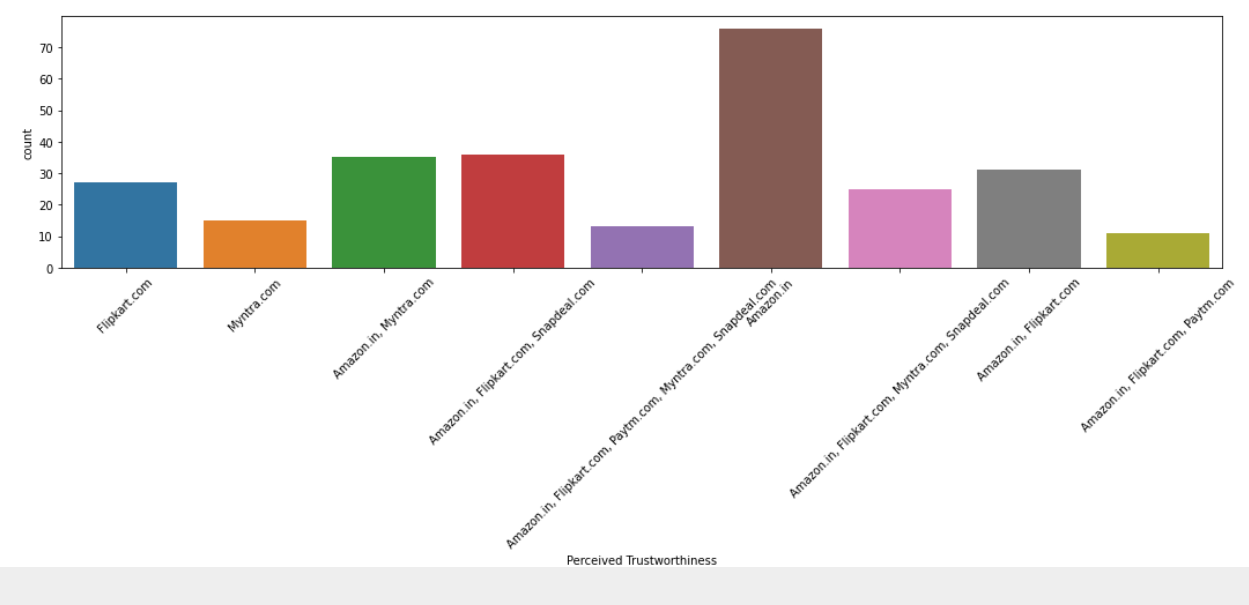 70
60
50
40
30
20
10
0
count
Flipkart.com
Myntra.com
Amazon.in, Myntra.com
Amazon.in, Flipkart.com, Snapdeal.com
Amazon.in, Flipkart.com, Paytm.com, Myntra.com, Snapdeal.com
Amazon.in
Amazon.in, Flipkart.com, Myntra.com, Snapdeal.com
Amazon.in, Flipkart.com
Amazon.in, Flipkart.com, Paytm.com
Perceived Trustworthiness